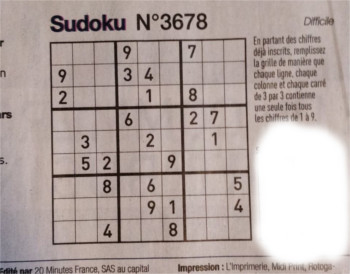 Sudoku N°3678
Difficile
En partant des chiffres
déjà inscrits, remplissez
la grille de manière que
chaque ligne, chaque
colonne et chaque carré
de 3 par 3 contienne
une seule fois tous
les chiffres de 1 à 9.
9 7
9 3 4
2 1 8
6 2 7
3 2 1
5 2 9
8 6 5
9 1 4
4 8
r
n
rs
s.
Édité par 20 Minutes France, SAS au capital
Impression : L'Imprimerie, Midi Print, Rotoga